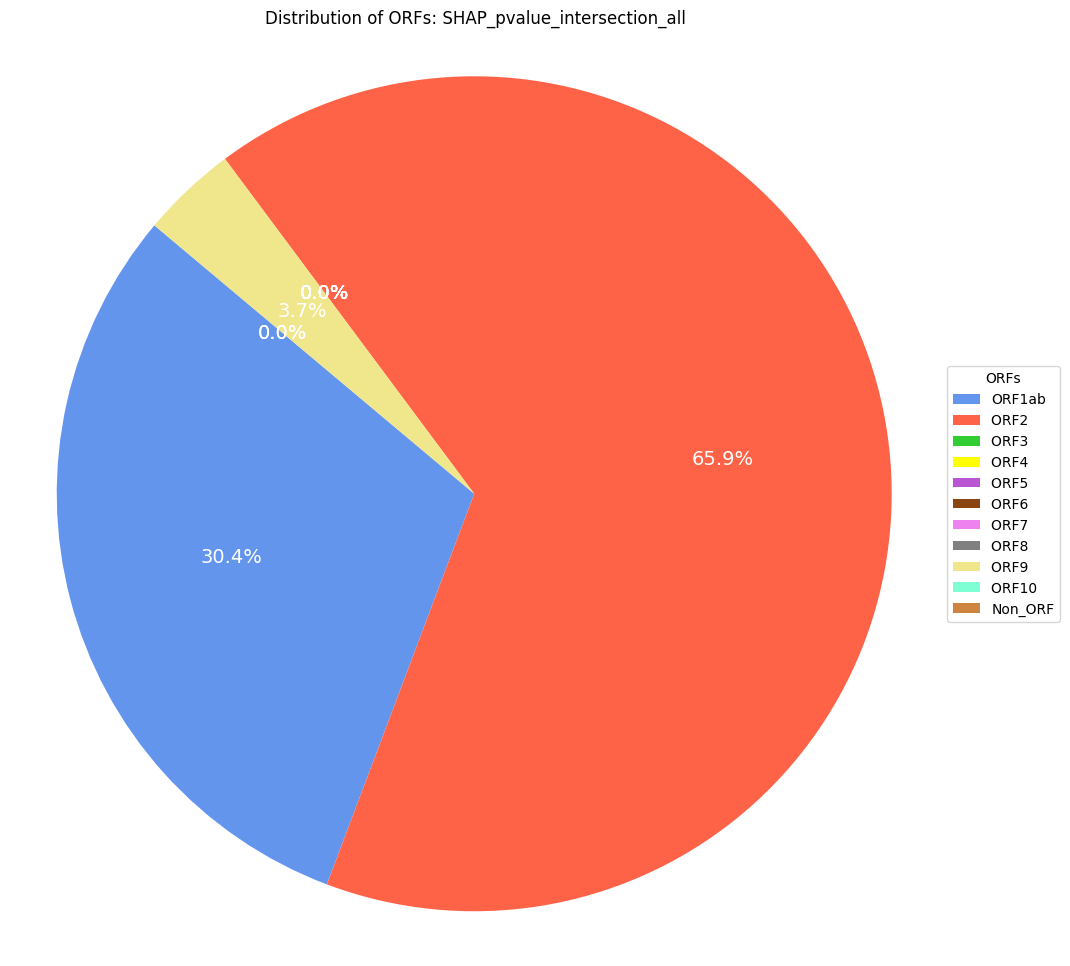 Distribution of ORFs: SHAP_pvalue_intersection_all
0.0%
3.7%
0.0%
65.9%
30.4%
ORFs
ORF1ab
ORF2
ORF3
ORF4
ORF5
ORF6
ORF7
ORF8
ORF9
ORF10
Non_ORF